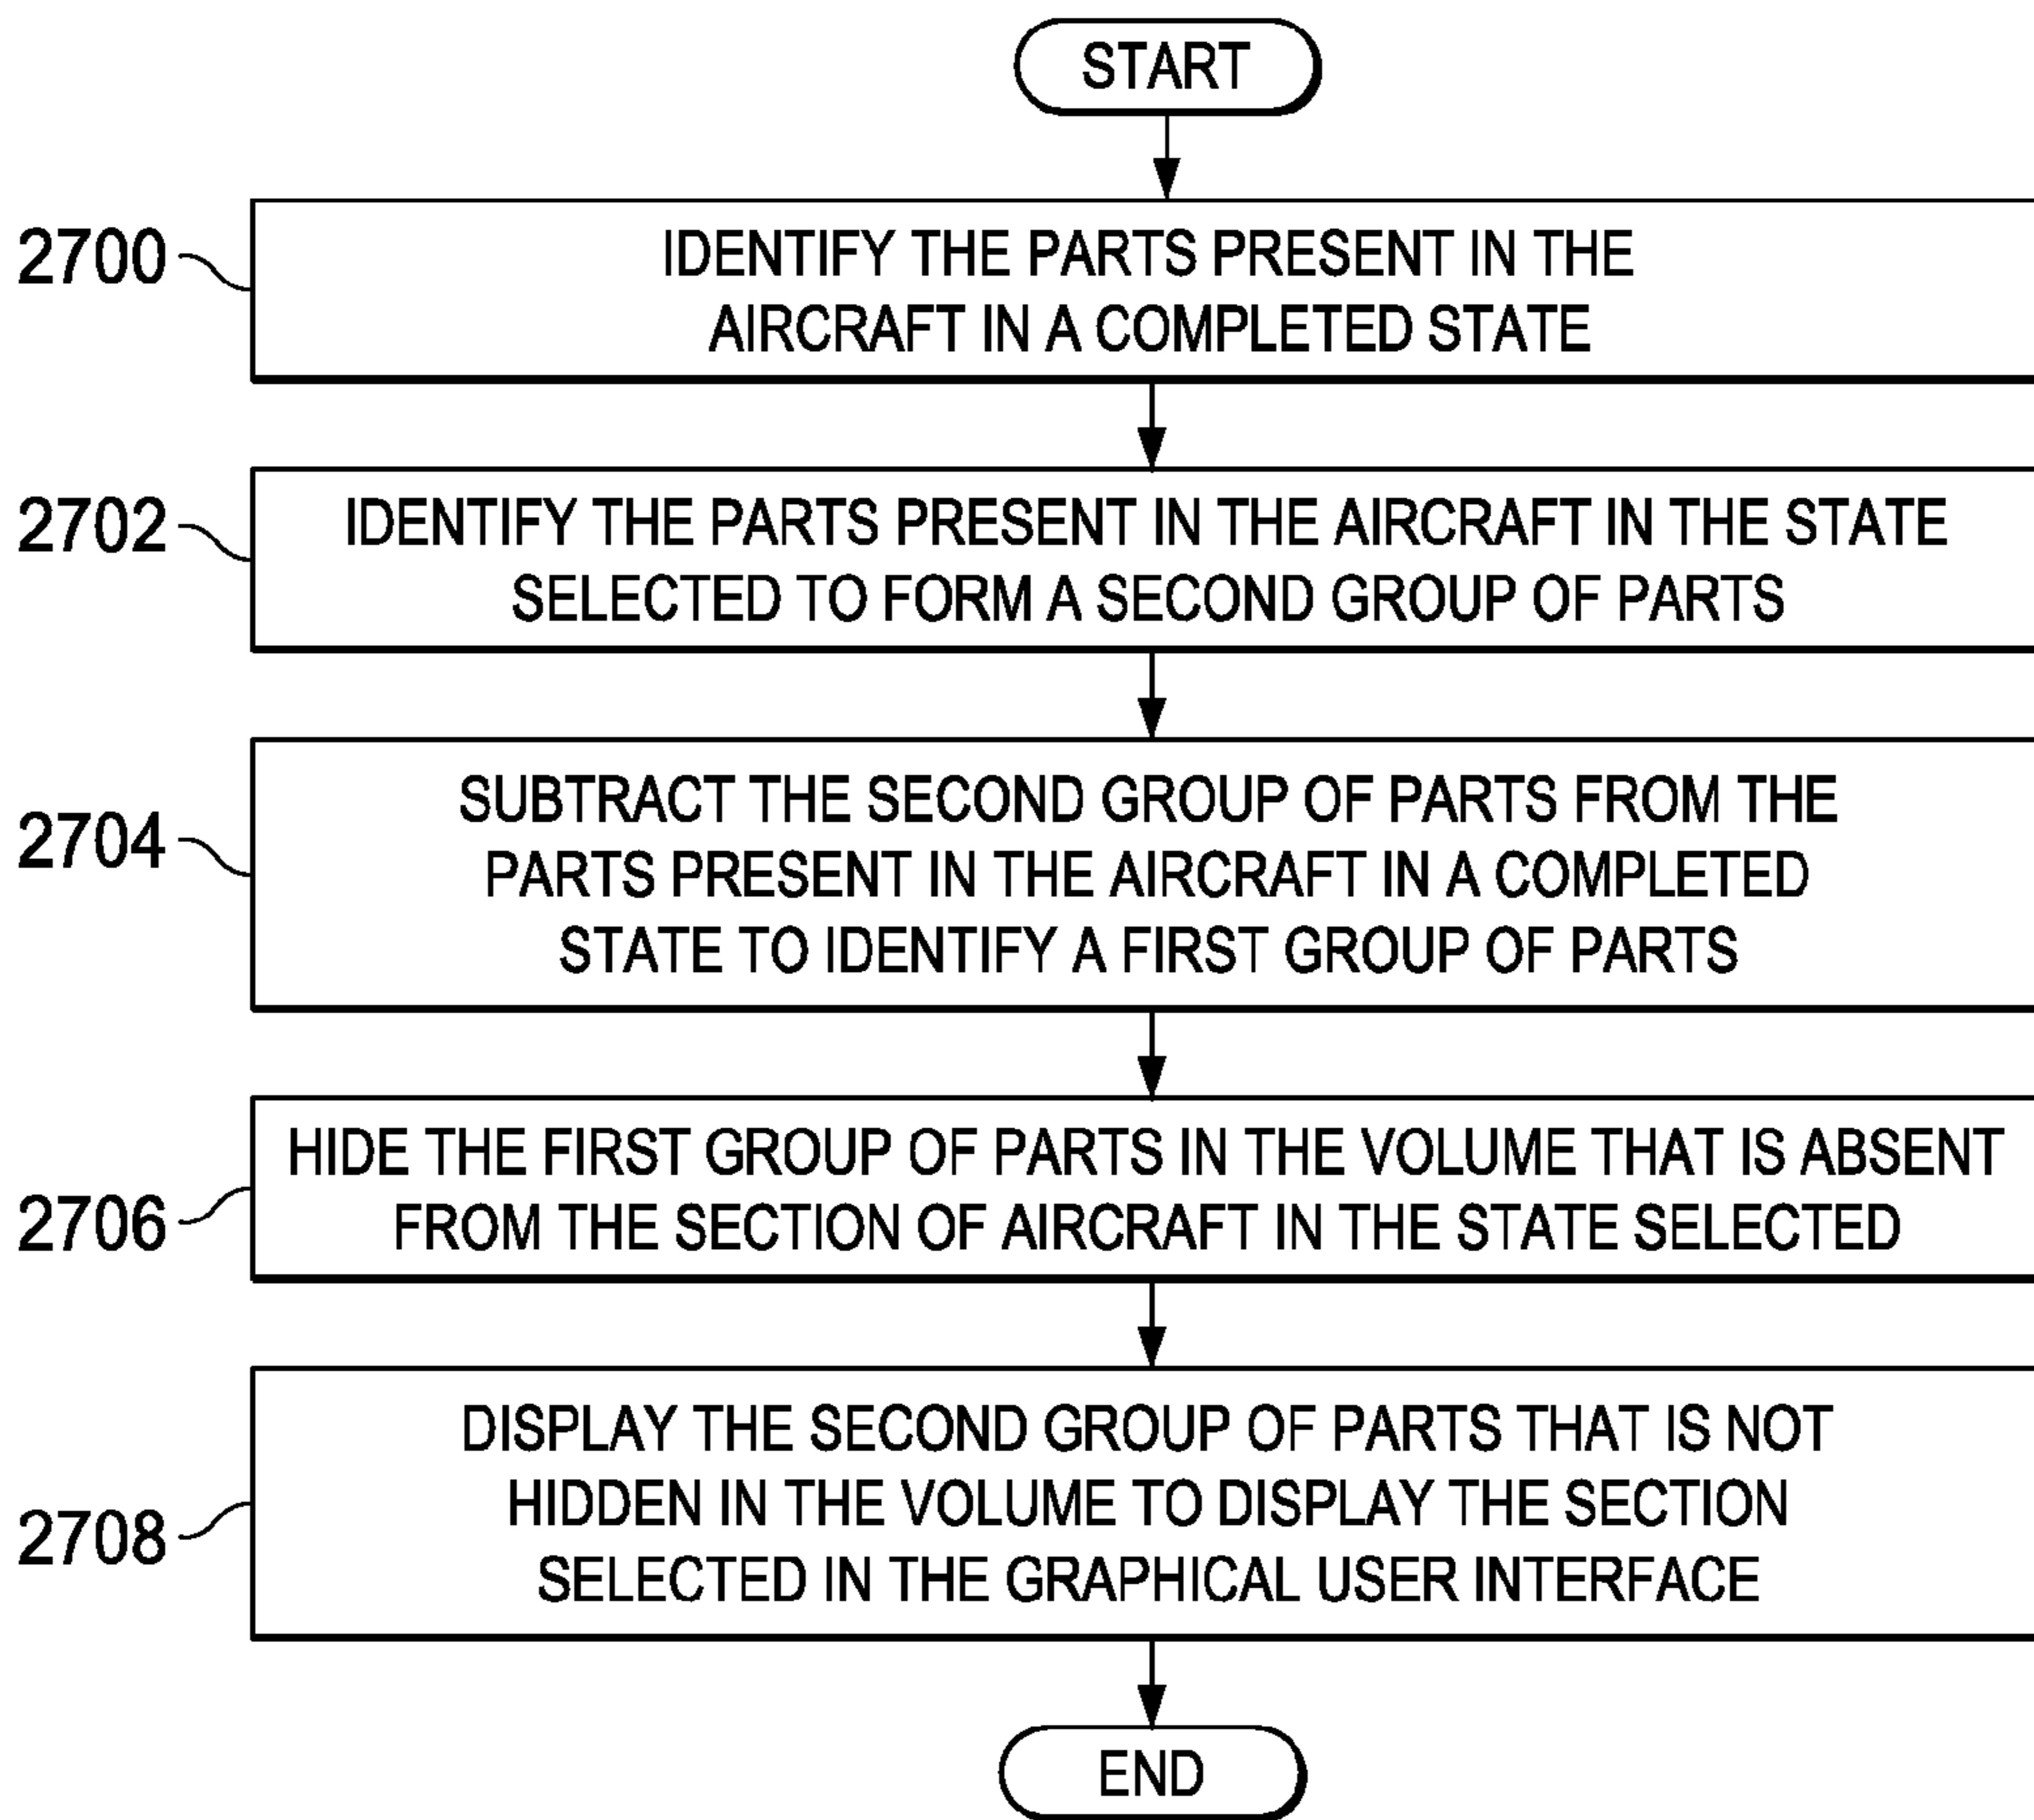 START
2700
IDENTIFY THE PARTS PRESENT IN THE
AIRCRAFT IN A COMPLETED STATE
2702
IDENTIFY THE PARTS PRESENT IN THE AIRCRAFT IN THE STATE
SELECTED TO FORM A SECOND GROUP OF PARTS
2704
SUBTRACT THE SECOND GROUP OF PARTS FROM THE
PARTS PRESENT IN THE AIRCRAFT IN A COMPLETED
STATE TO IDENTIFY A FIRST GROUP OF PARTS
2706
HIDE THE FIRST GROUP OF PARTS IN THE VOLUME THAT IS ABSENT
FROM THE SECTION OF AIRCRAFT IN THE STATE SELECTED
2708
DISPLAY THE SECOND GROUP OF PARTS THAT IS NOT
HIDDEN IN THE VOLUME TO DISPLAY THE SECTION
SELECTED IN THE GRAPHICAL USER INTERFACE
END